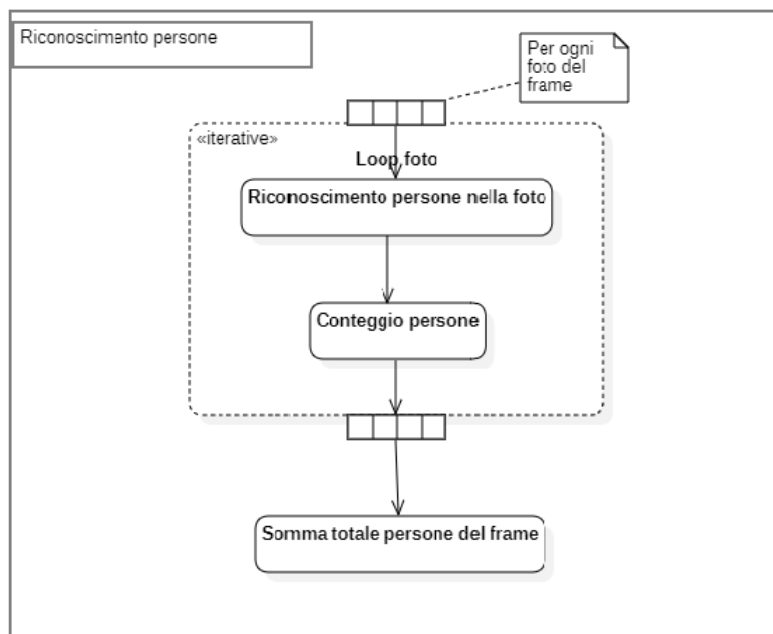 Riconoscimento persone
Per ogni
foto del
frame
«iterative»
Loop foto
Riconoscimento persone nella foto
Conteggio persone
Somma totale persone del frame